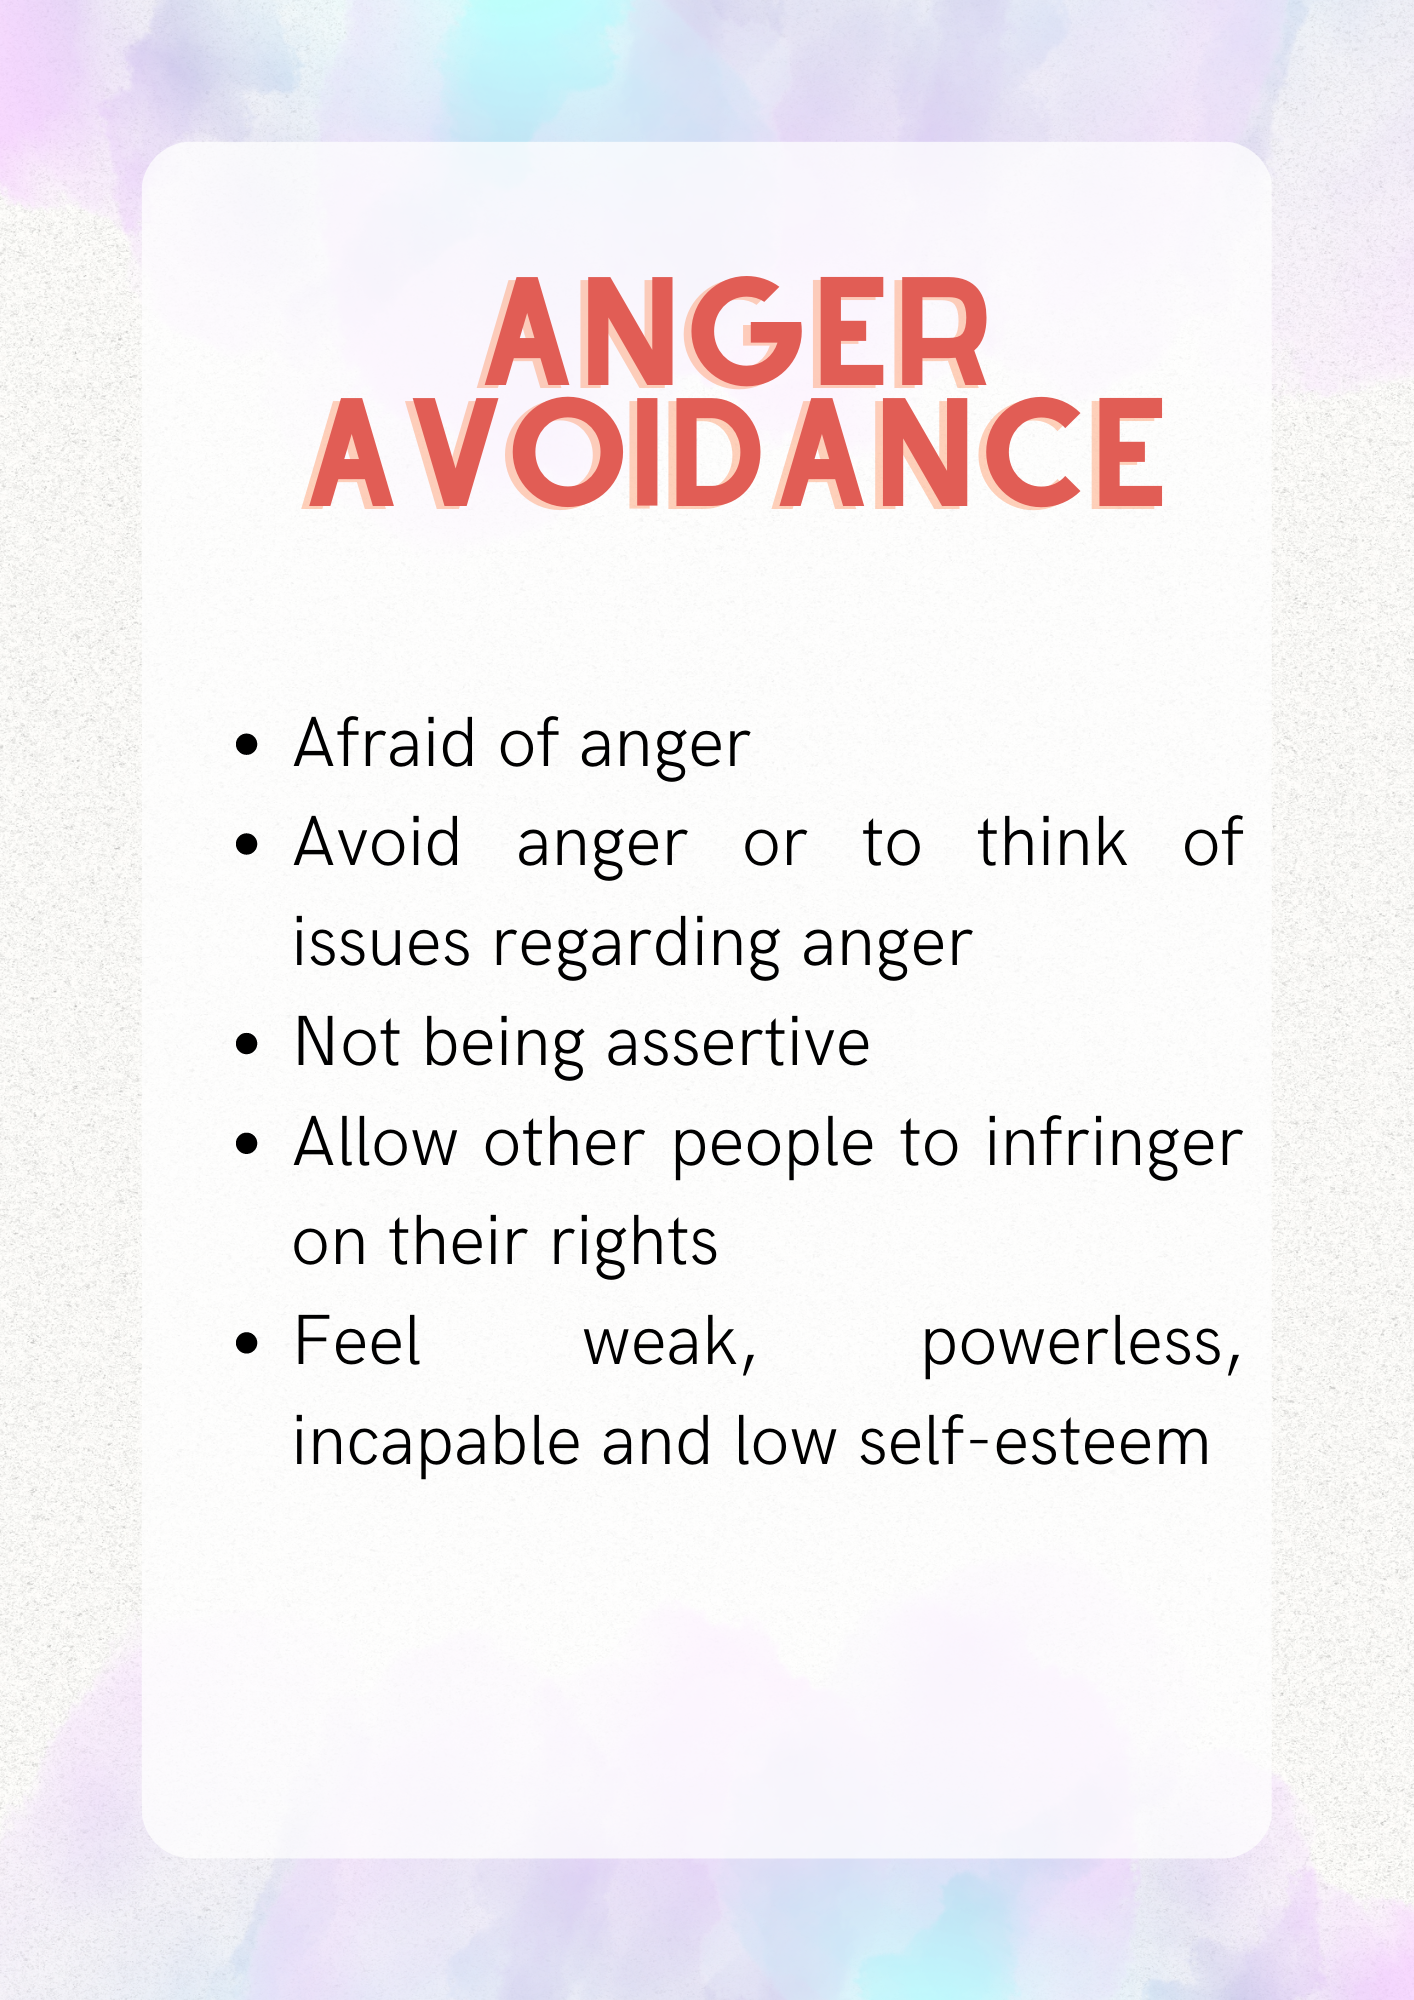 ANGER
AVOIDANCE
• Afraid of anger
• Avoid anger or to think of
issues regarding anger
• Not being assertive
• Allow other people to infringer
on their rights
• Feel weak, powerless,
incapable and low self-esteem